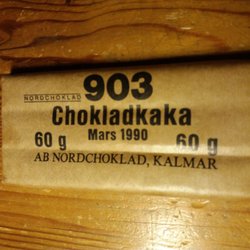 NORDCHOKLAD 903
Chokladkaka
60 g Mars 1990 60 g
AB NORDCHOKLAD, KALMAR